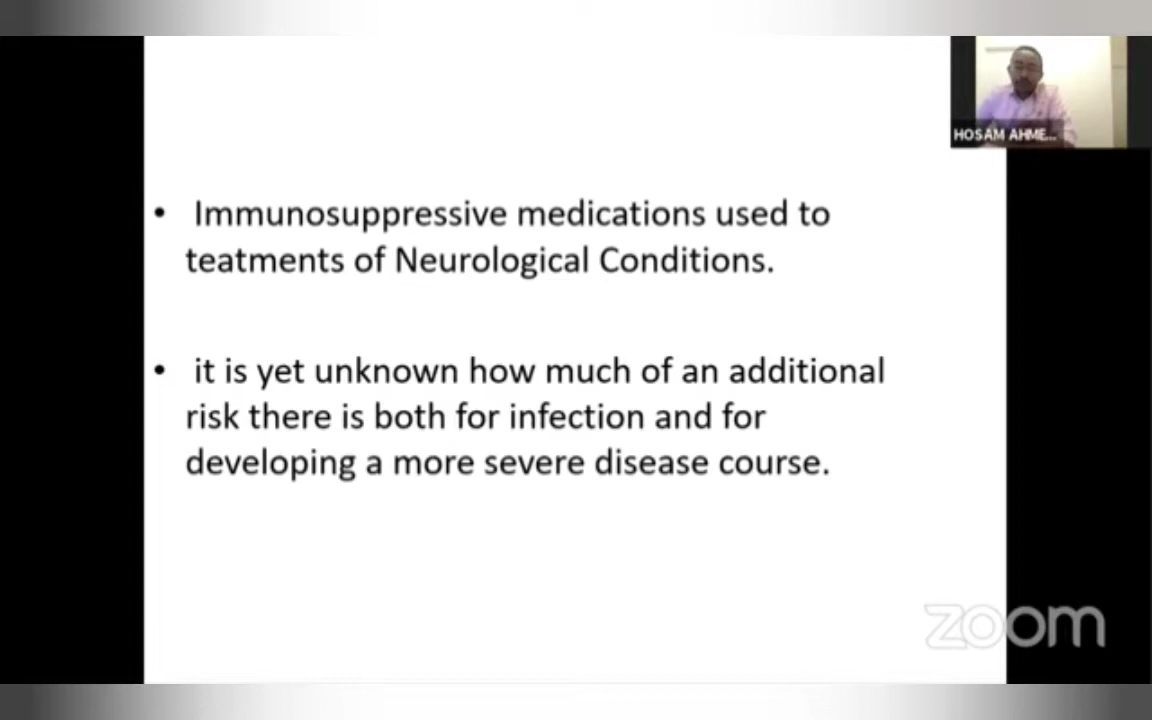 HOSAM AHME...
• Immunosuppressive medications used to
teatments of Neurological Conditions.
• it is yet unknown how much of an additional
risk there is both for infection and for
developing a more severe disease course.
zoom